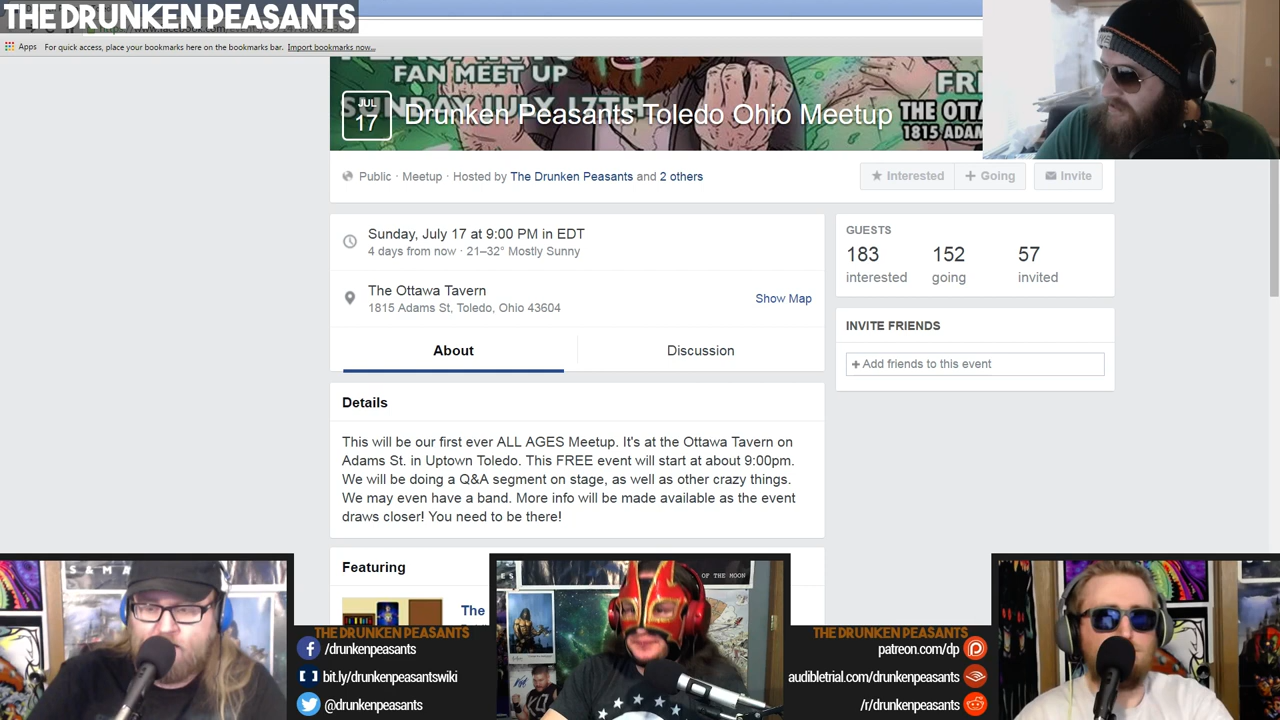 THE DRUNKEN PEASANTS
Apps For quick access, place your bookmarks here on the bookmarks bar. Import bookmarks now...
FAN MEET UP
JUL
17
Drunken Peasants Toledo Ohio Meetup
THE OTTA
1815 ADAM
Public · Meetup · Hosted by The Drunken Peasants and 2 others
Interested
Going
Invite
Sunday, July 17 at 9:00 PM in EDT
4 days from now · 21–32° Mostly Sunny
The Ottawa Tavern
1815 Adams St, Toledo, Ohio 43604
Show Map
About
Discussion
GUESTS
183 152 57
interested going invited
INVITE FRIENDS
+ Add friends to this event
Details
This will be our first ever ALL AGES Meetup. It's at the Ottawa Tavern on
Adams St. in Uptown Toledo. This FREE event will start at about 9:00pm.
We will be doing a Q&A segment on stage, as well as other crazy things.
We may even have a band. More info will be made available as the event
draws closer! You need to be there!
Featuring
The
OF THE MOON
THE DRUNKEN PEASANTS
/drunkenpeasants
bit.ly/drunkenpeasantswiki
@drunkenpeasants
THE DRUNKEN PEASANTS
patreon.com/dp
audibletrial.com/drunkenpeasants
/r/drunkenpeasants